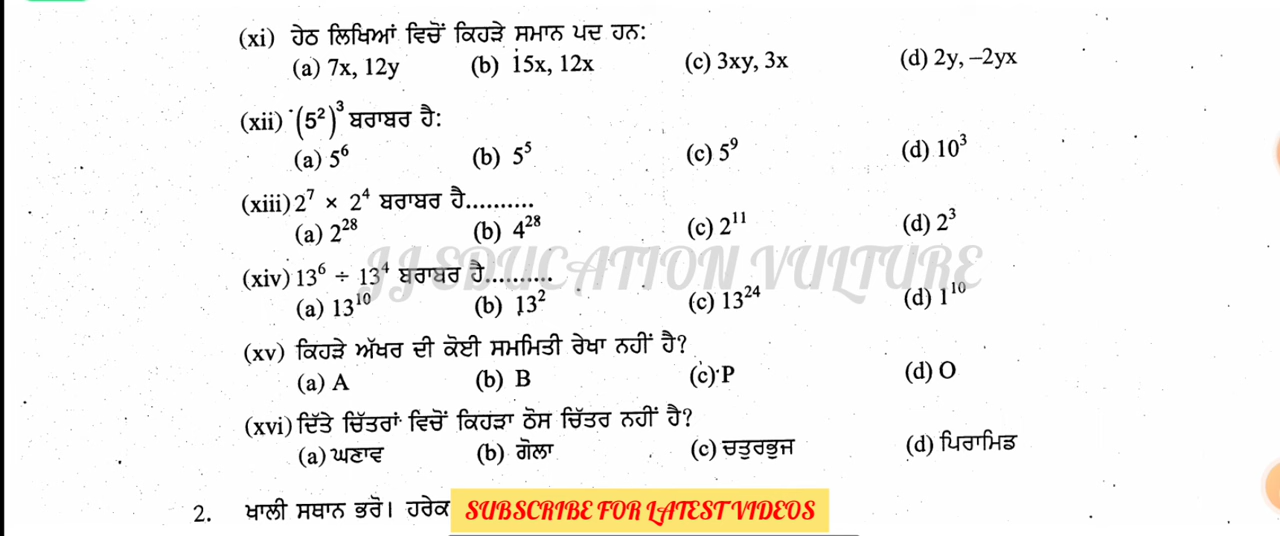 (xi) ਹੇਠ ਲਿਖਿਆਂ ਵਿਚੋਂ ਕਿਹੜੇ ਸਮਾਨ ਪਦ ਹਨ:
(a) 7x, 12y (b) 15x, 12x (c) 3xy, 3x (d) 2y, –2yx
(xii) (5²)³ ਬਰਾਬਰ ਹੈ:
(a) 5⁶ (b) 5⁵ (c) 5⁹ (d) 10³
(xiii) 2⁷ × 2⁴ ਬਰਾਬਰ ਹੈ..........
(a) 2²⁸ (b) 4²⁸ (c) 2¹¹ (d) 2³
JJ EDUCATION VULTURE
(xiv) 13⁶ ÷ 13⁴ ਬਰਾਬਰ ਹੈ..........
(a) 13¹⁰ (b) 13² (c) 13²⁴ (d) 1¹⁰
(xv) ਕਿਹੜੇ ਅੱਖਰ ਦੀ ਕੋਈ ਸਮਮਿਤੀ ਰੇਖਾ ਨਹੀਂ ਹੈ?
(a) A (b) B (c) P (d) O
(xvi) ਦਿੱਤੇ ਚਿੱਤਰਾਂ ਵਿਚੋਂ ਕਿਹੜਾ ਠੋਸ ਚਿੱਤਰ ਨਹੀਂ ਹੈ?
(a) ਘਣਾਵ (b) ਗੋਲਾ (c) ਚਤੁਰਭੁਜ (d) ਪਿਰਾਮਿਡ
2. ਖਾਲੀ ਸਥਾਨ ਭਰੋ। ਹਰੇਕ
SUBSCRIBE FOR LATEST VIDEOS